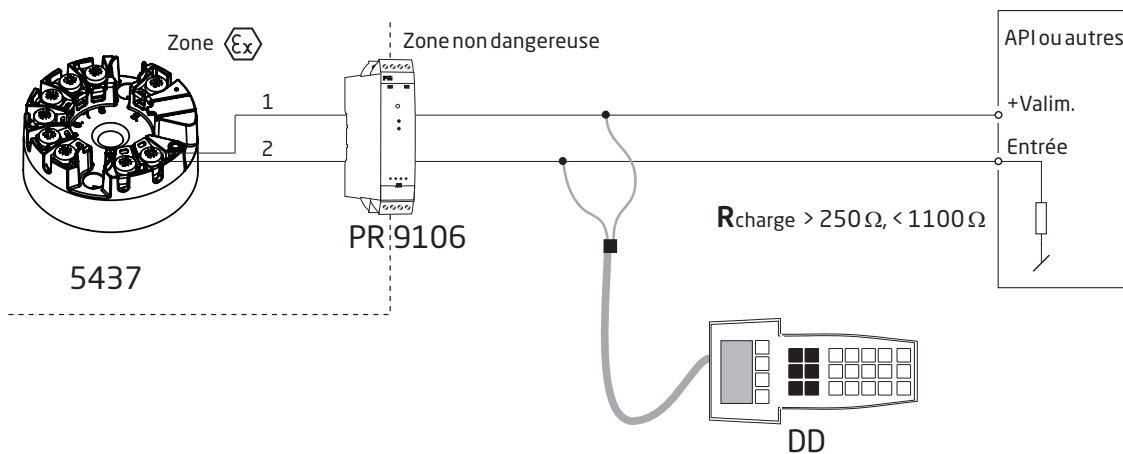 Zone Ex
Zone non dangereuse
API ou autres
1
+Valim.
2
Entrée
PR 9106
Rcharge > 250 Ω, < 1100 Ω
5437
DD